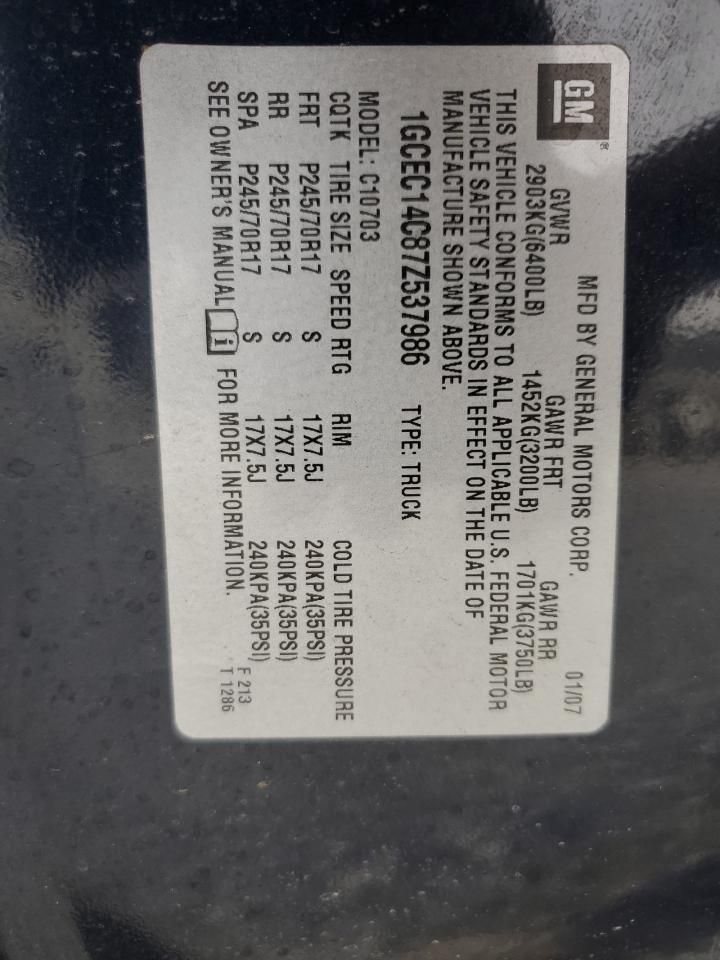 GM®
MFD BY GENERAL MOTORS CORP. 01/07
GVWR GAWR FRT GAWR RR
2903KG(6400LB) 1452KG(3200LB) 1701KG(3750LB)
THIS VEHICLE CONFORMS TO ALL APPLICABLE U.S. FEDERAL MOTOR
VEHICLE SAFETY STANDARDS IN EFFECT ON THE DATE OF
MANUFACTURE SHOWN ABOVE.
1GCEC14C87Z537986 TYPE: TRUCK
MODEL: C10703
CQTK TIRE SIZE SPEED RTG RIM COLD TIRE PRESSURE
FRT P245/70R17 S 17X7.5J 240KPA(35PSI)
RR P245/70R17 S 17X7.5J 240KPA(35PSI)
SPA P245/70R17 S 17X7.5J 240KPA(35PSI)
SEE OWNER'S MANUAL i FOR MORE INFORMATION.
F 213
T 1286